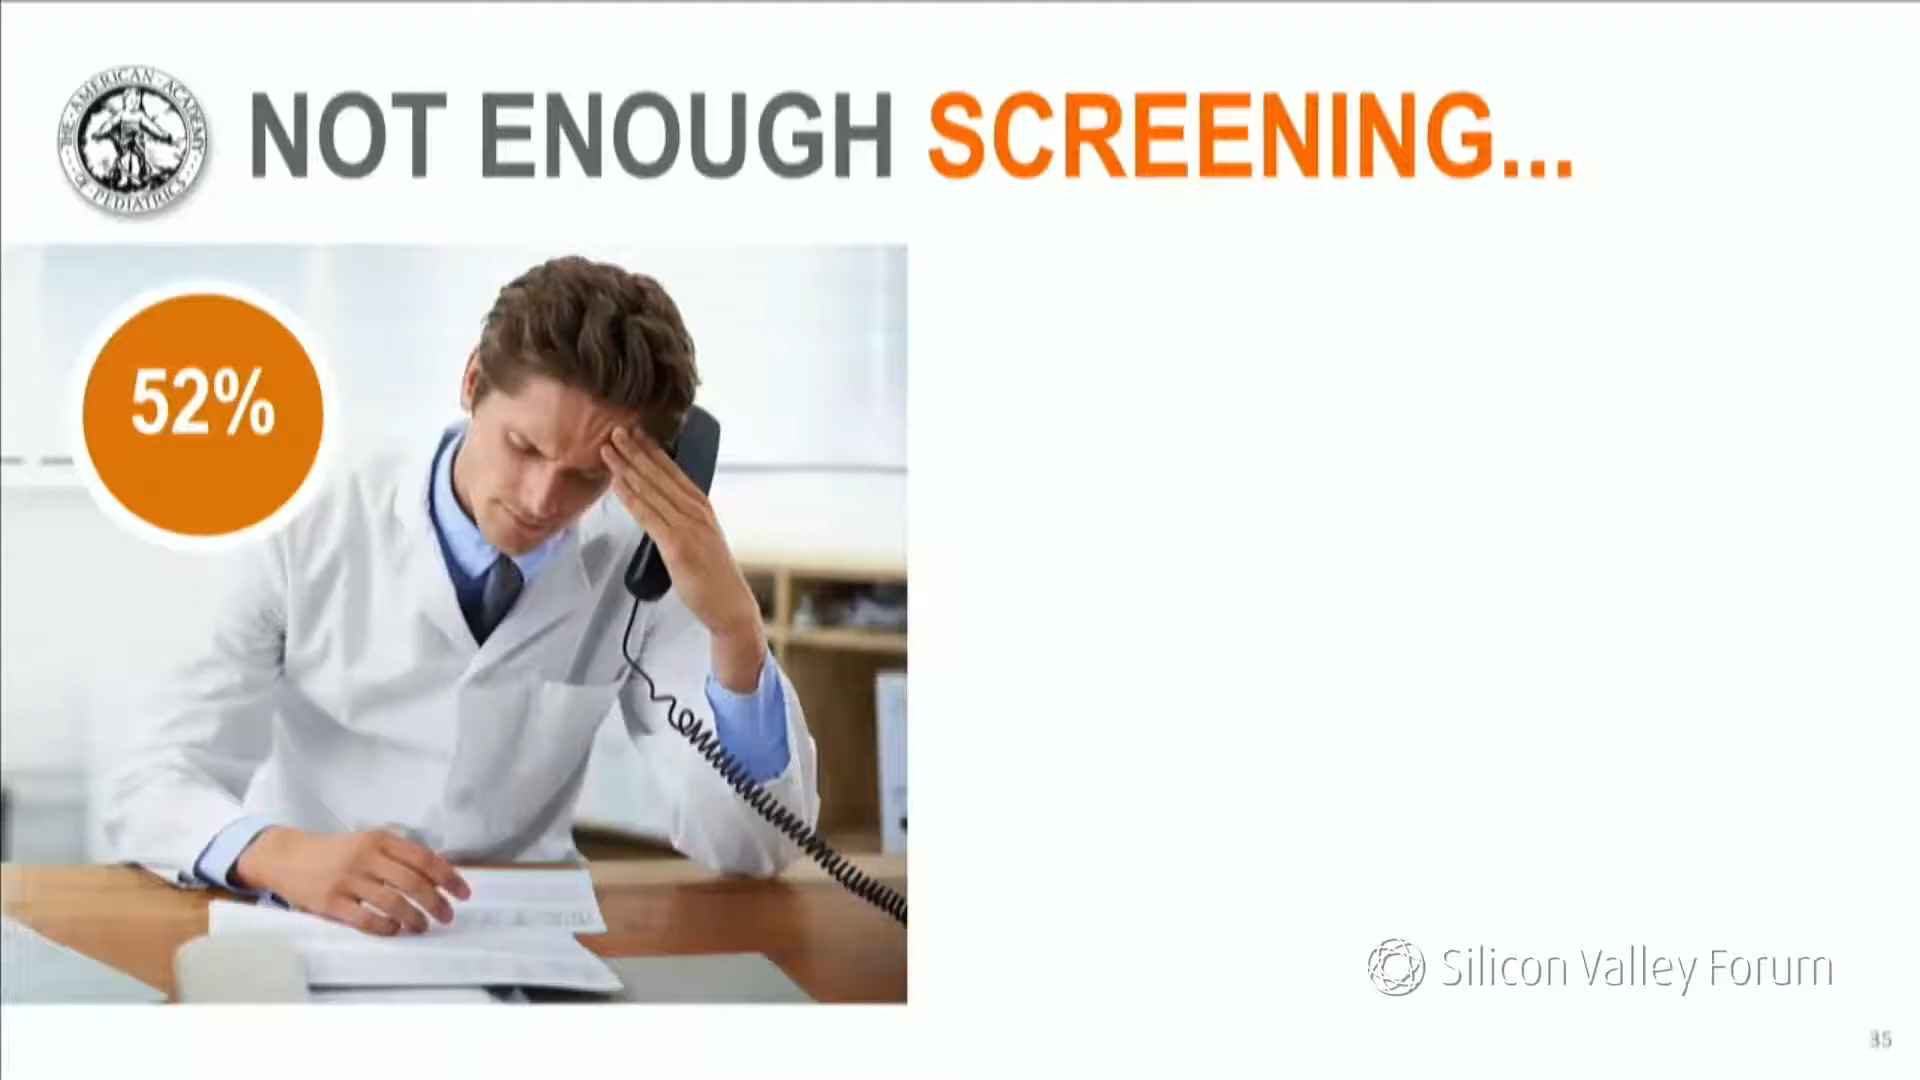 THE · AMERICAN · ACADEMY · of · PEDIATRICS
NOT ENOUGH SCREENING...
52%
Silicon Valley Forum
35